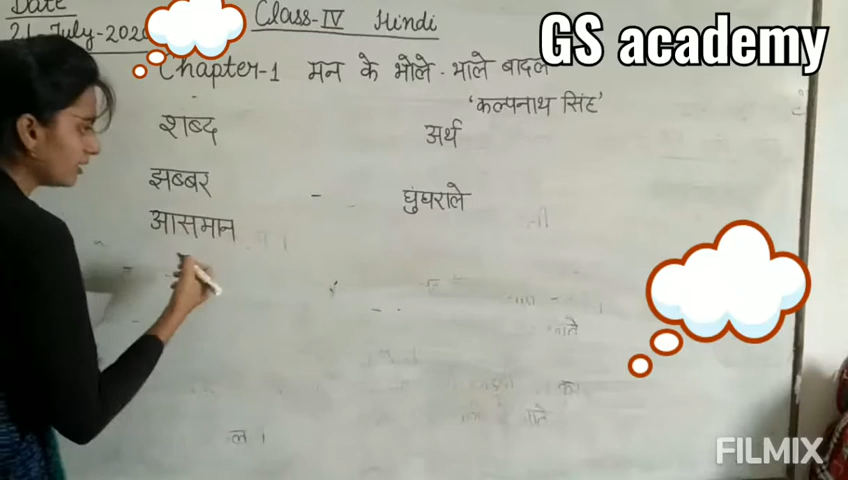 Date
Class-IV Hindi
21-July-2020
GS academy
Chapter-1 मन के भोले-भाले बादल
'कल्पनाथ सिंह'
शब्द अर्थ
झब्बर - घुंघराले
आसमान
ल ।
FILMIX